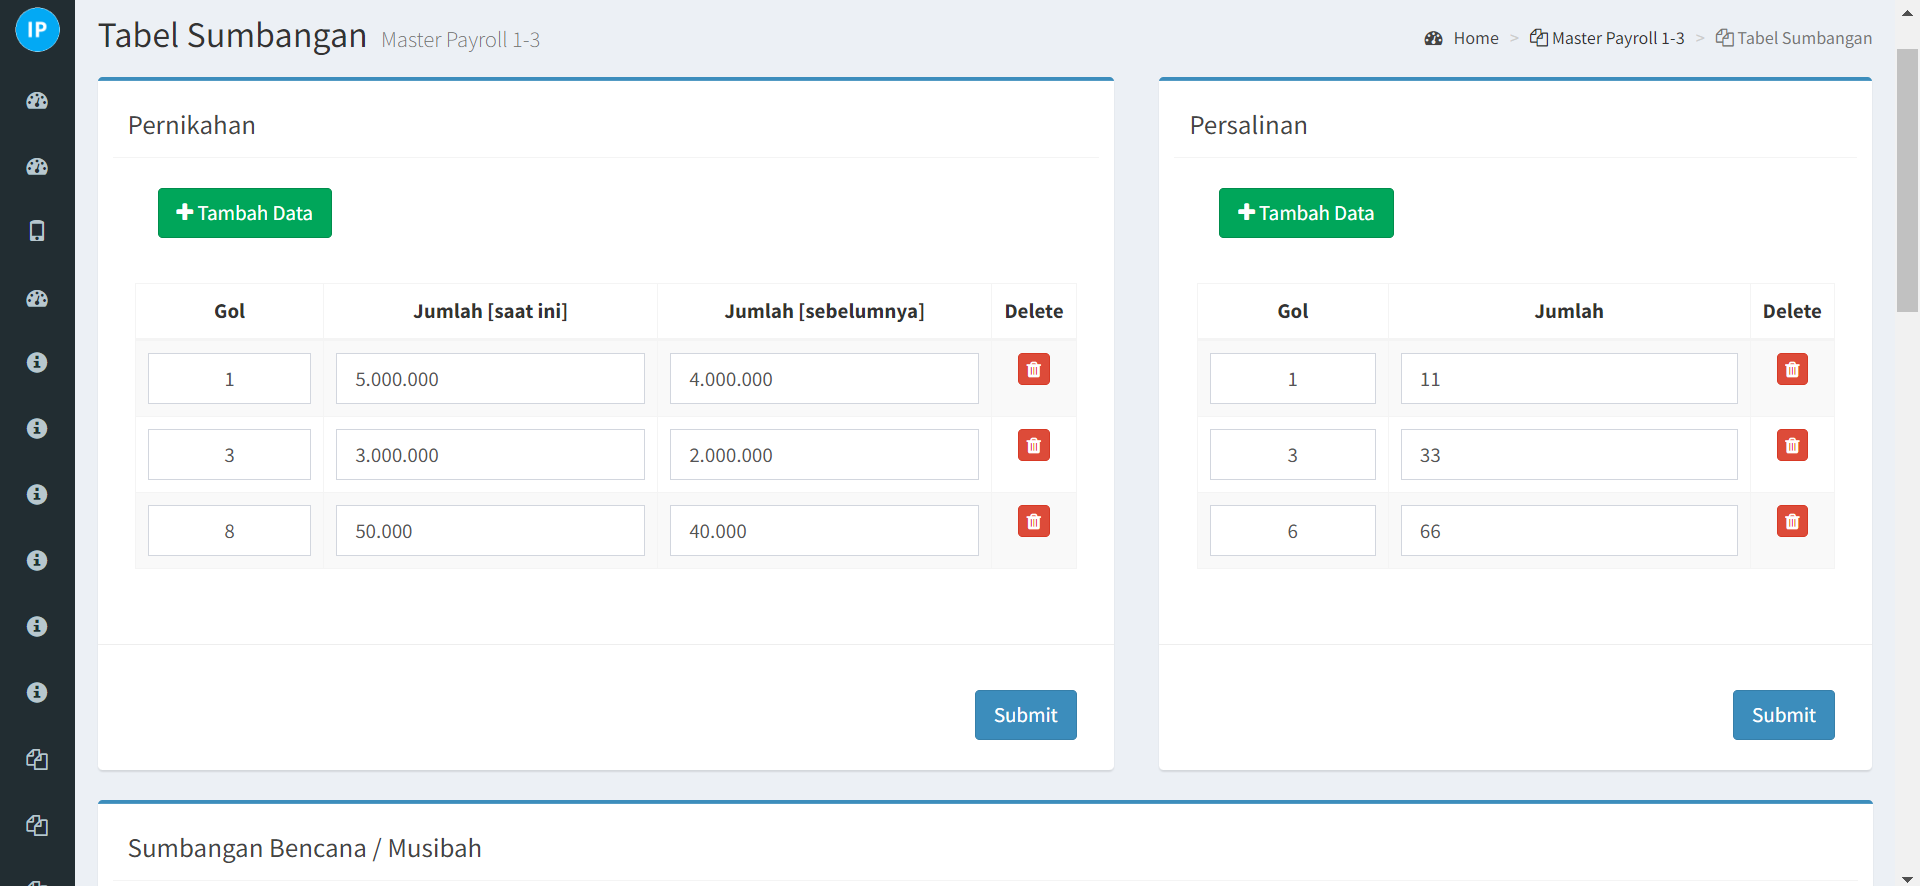 IP
Tabel Sumbangan Master Payroll 1-3
Home > Master Payroll 1-3 > Tabel Sumbangan
Pernikahan
Tambah Data
Gol Jumlah [saat ini] Jumlah [sebelumnya] Delete
1 5.000.000 4.000.000
3 3.000.000 2.000.000
8 50.000 40.000
Submit
Persalinan
Tambah Data
Gol Jumlah Delete
1 11
3 33
6 66
Submit
Sumbangan Bencana / Musibah